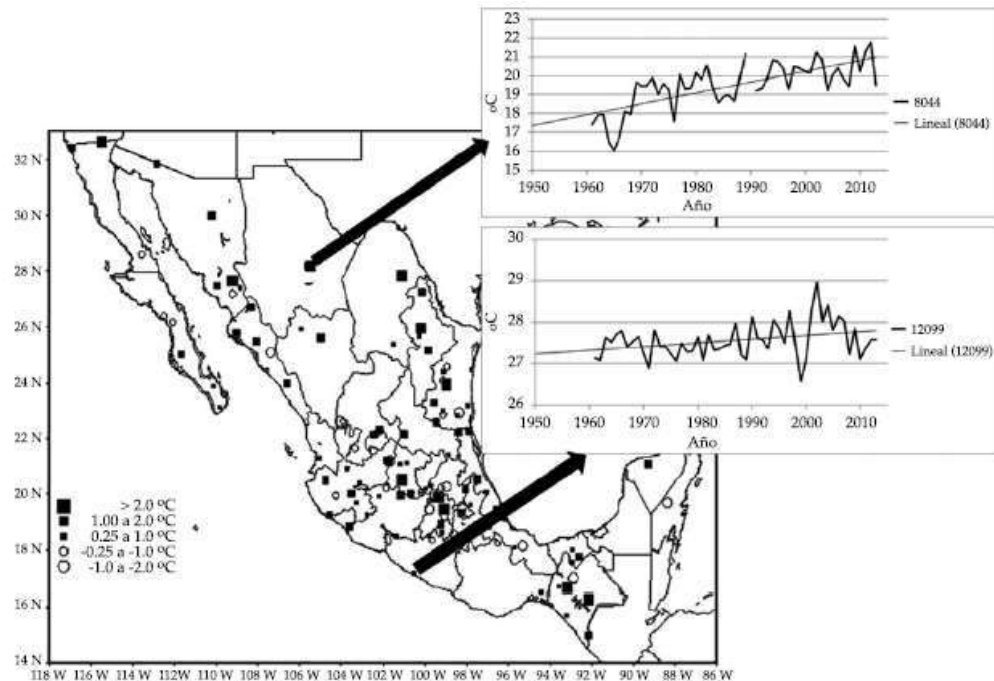 21
22
21
20
19
18
17
16
15
ºC
8044
Lineal (8044)
1950 1960 1970 1980 1990 2000 2010
Año
30
29
28
27
26
ºC
12099
Lineal (12099)
1950 1960 1970 1980 1990 2000 2010
Año
32 N
30 N
28 N
26 N
24 N
22 N
20 N
18 N
16 N
14 N
> 2.0 ºC
1.00 a 2.0 ºC
0.25 a 1.0 ºC
-0.25 a -1.0 ºC
-1.0 a -2.0 ºC
118 W 116 W 114 W 112 W 110 W 108 W 106 W 104 W 102 W 100 W 98 W 96 W 94 W 92 W 90 W 88 W 86 W